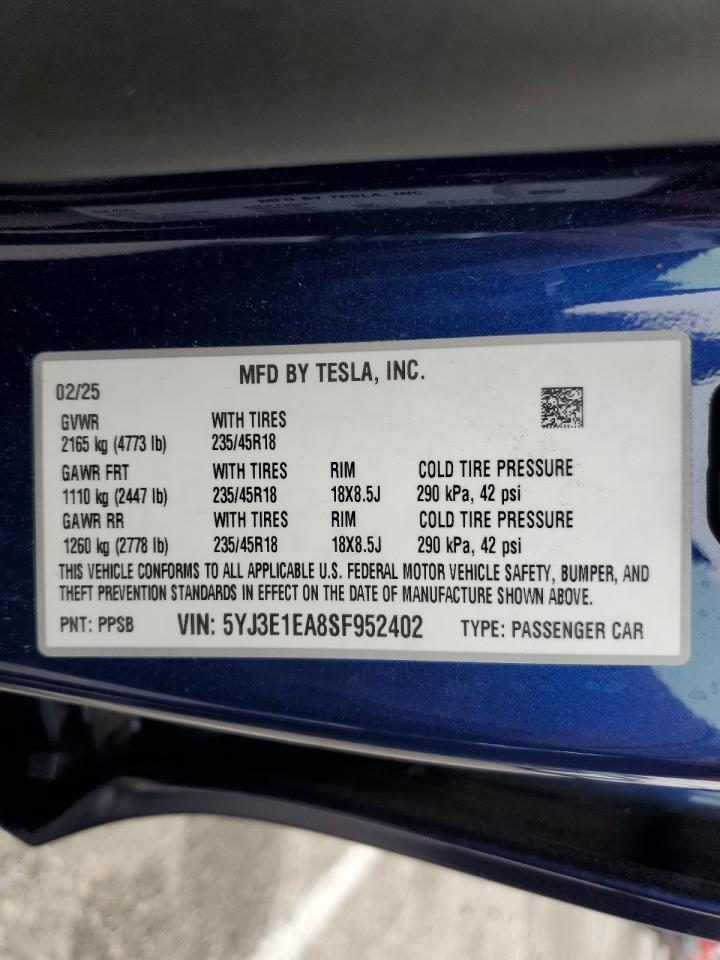 MFD BY TESLA, INC.
MFD BY TESLA, INC.
02/25
GVWR WITH TIRES
2165 kg (4773 lb) 235/45R18
GAWR FRT WITH TIRES RIM COLD TIRE PRESSURE
1110 kg (2447 lb) 235/45R18 18X8.5J 290 kPa, 42 psi
GAWR RR WITH TIRES RIM COLD TIRE PRESSURE
1260 kg (2778 lb) 235/45R18 18X8.5J 290 kPa, 42 psi
THIS VEHICLE CONFORMS TO ALL APPLICABLE U.S. FEDERAL MOTOR VEHICLE SAFETY, BUMPER, AND
THEFT PREVENTION STANDARDS IN EFFECT ON THE DATE OF MANUFACTURE SHOWN ABOVE.
PNT: PPSB VIN: 5YJ3E1EA8SF952402 TYPE: PASSENGER CAR